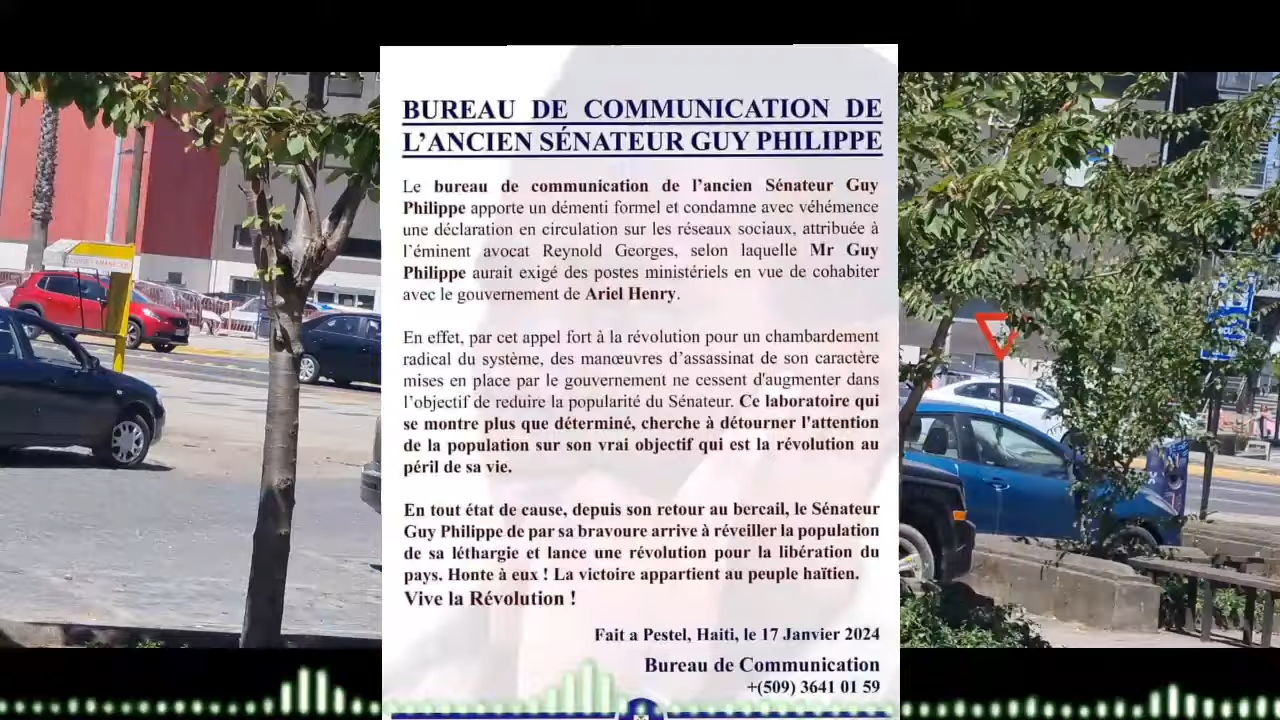 BUREAU DE COMMUNICATION DE
L'ANCIEN SÉNATEUR GUY PHILIPPE
Le bureau de communication de l'ancien Sénateur Guy
Philippe apporte un démenti formel et condamne avec véhémence
une déclaration en circulation sur les réseaux sociaux, attribuée à
l'éminent avocat Reynold Georges, selon laquelle Mr Guy
Philippe aurait exigé des postes ministériels en vue de cohabiter
avec le gouvernement de Ariel Henry.
En effet, par cet appel fort à la révolution pour un chambardement
radical du système, des manœuvres d'assassinat de son caractère
mises en place par le gouvernement ne cessent d'augmenter dans
l'objectif de reduire la popularité du Sénateur. Ce laboratoire qui
se montre plus que déterminé, cherche à détourner l'attention
de la population sur son vrai objectif qui est la révolution au
péril de sa vie.
En tout état de cause, depuis son retour au bercail, le Sénateur
Guy Philippe de par sa bravoure arrive à réveiller la population
de sa léthargie et lance une révolution pour la libération du
pays. Honte à eux ! La victoire appartient au peuple haïtien.
Vive la Révolution !
Fait a Pestel, Haiti, le 17 Janvier 2024
Bureau de Communication
+(509) 3641 01 59